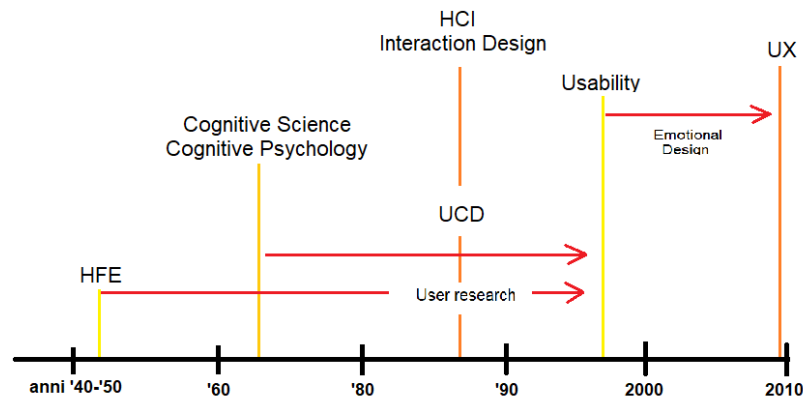 HCI
Interaction Design
UX
Usability
Cognitive Science
Cognitive Psychology
Emotional
Design
UCD
HFE
User research
anni '40-'50
'60
'80
'90
2000
2010